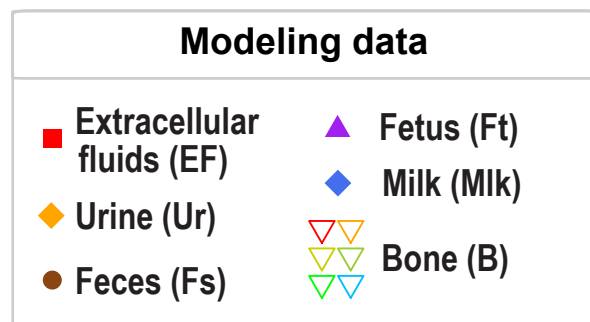 Modeling data
Extracellular
fluids (EF)
Urine (Ur)
Feces (Fs)
Fetus (Ft)
Milk (Mlk)
Bone (B)